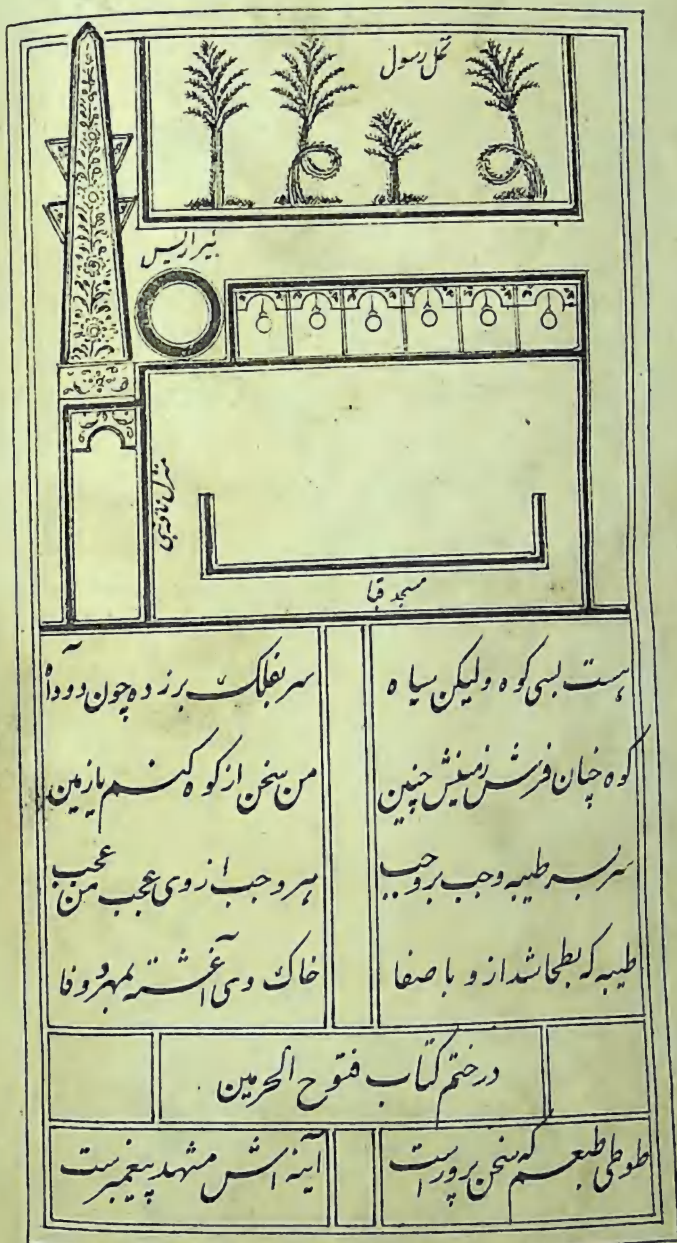 نخل رسول
بیر اریس
منزل ناقه نبی
مسجد قبا
هست بسی کوه ولیکن سیاه
سر بفلک بر زده چون دود آه
کوه چنان فرش زمینش چنین
من سخن از کوه کنم یا زمین
سر بسر طیبه وجب بر وجب
هر وجب از وی عجب من عجب
طیبه که بطحا شد ازو با صفا
خاک وی آغشته بمهر و وفا
در ختم کتاب فتوح الحرمین
طوطی طبعم که سخن پرور است
آینه اش مشهد پیغمبر ست